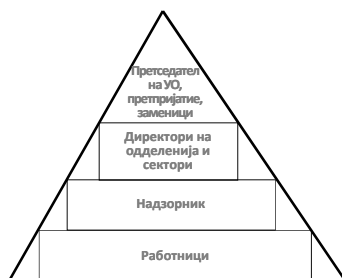 Претседател
на УО,
претпријатие,
заменици
Директори на
одделенија и
сектори
Надзорник
Работници